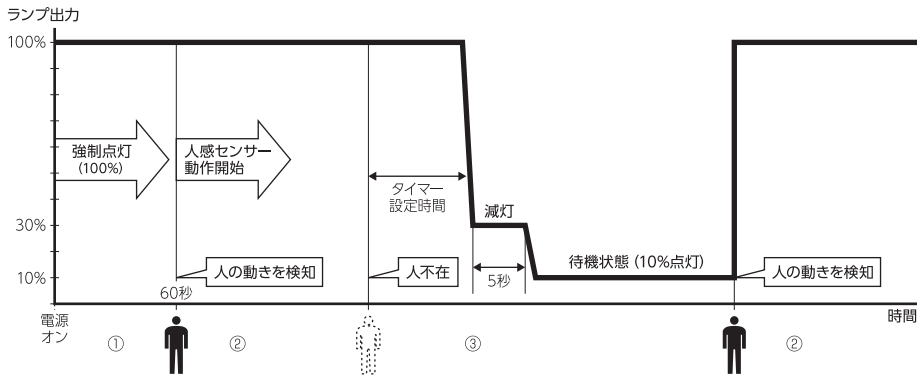 ランプ出力
100%
強制点灯
(100%)
人感センサー
動作開始
タイマー
設定時間
30%
減灯
10%
人の動きを検知
人不在
5秒
待機状態 (10%点灯)
人の動きを検知
60秒
時間
電源
オン
①
②
③
②